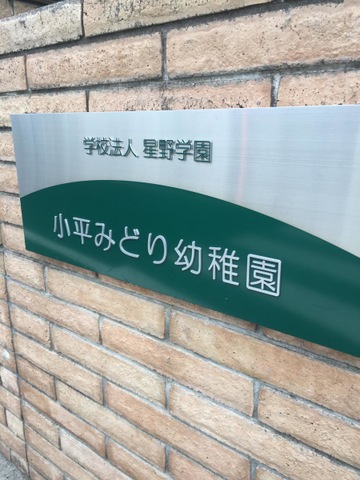 学校法人 星野学園
小平みどり幼稚園